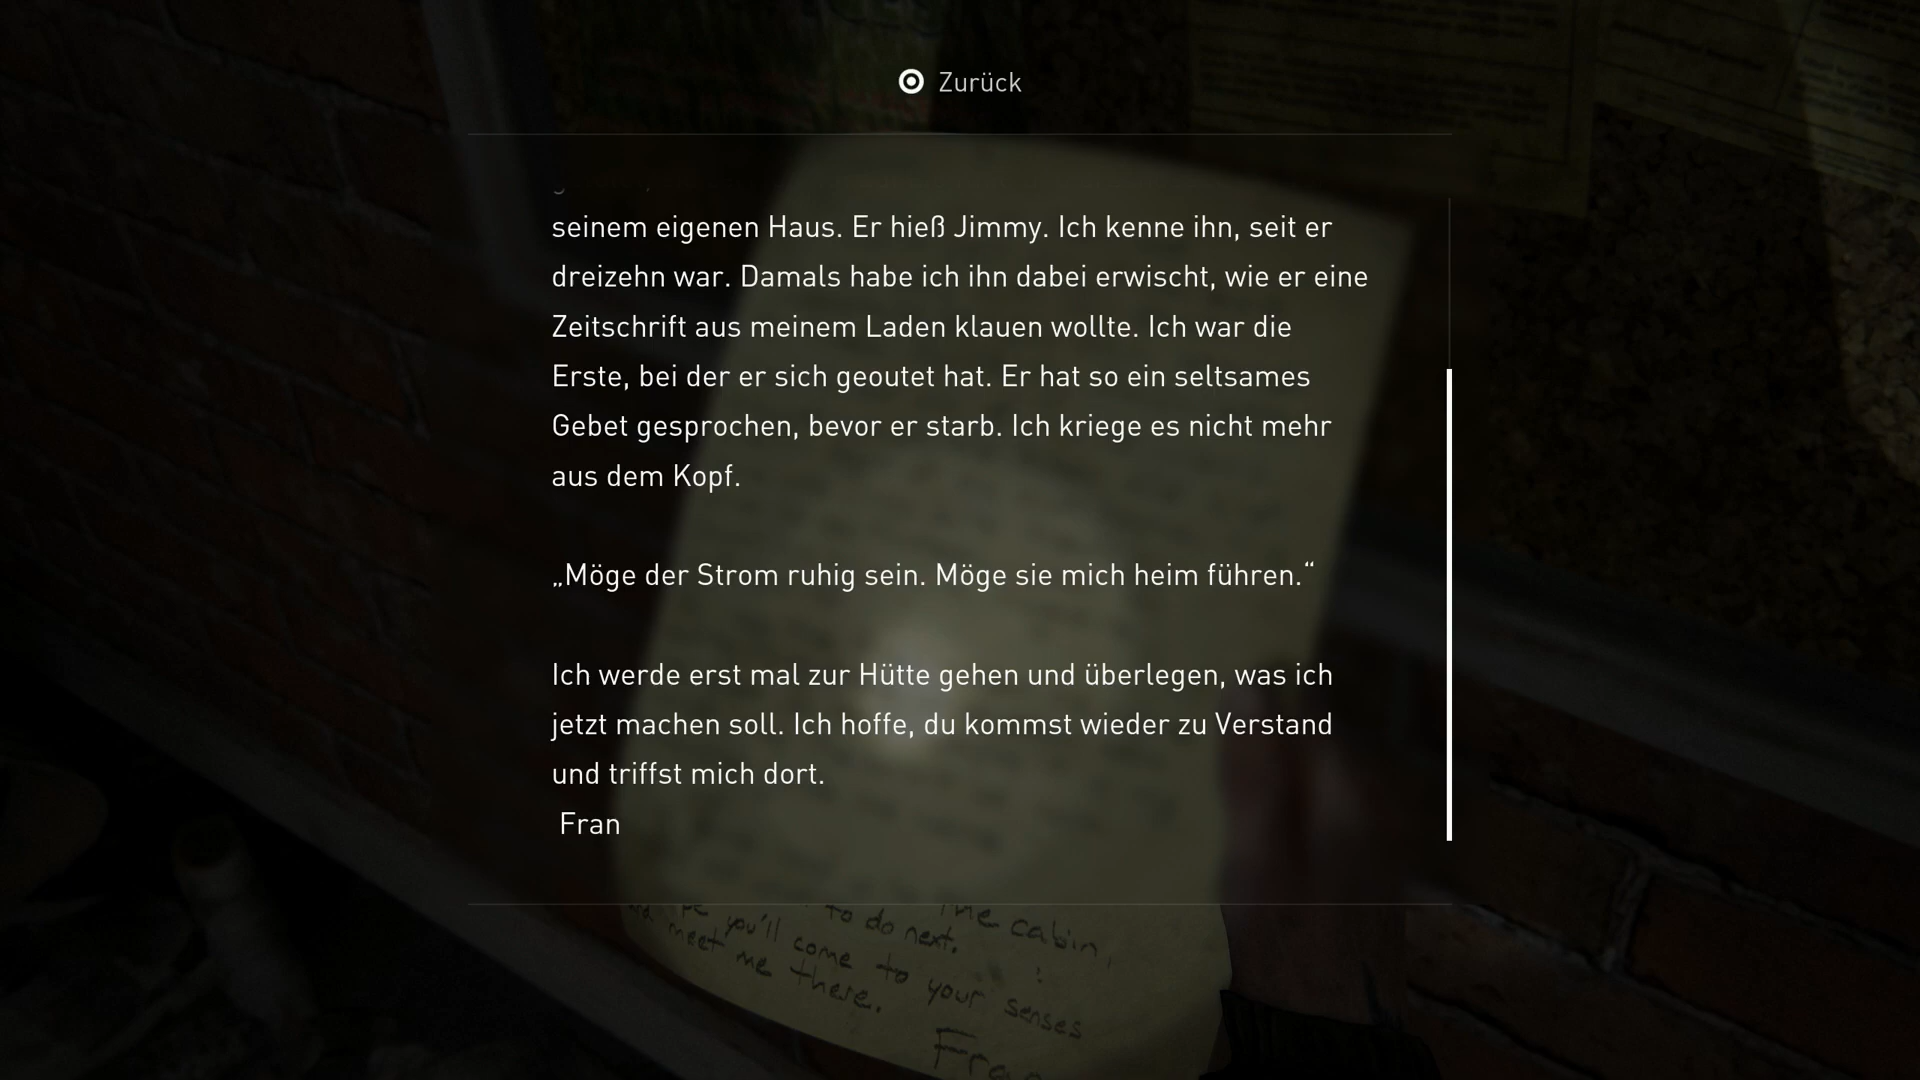 Zurück
seinem eigenen Haus. Er hieß Jimmy. Ich kenne ihn, seit er
dreizehn war. Damals habe ich ihn dabei erwischt, wie er eine
Zeitschrift aus meinem Laden klauen wollte. Ich war die
Erste, bei der er sich geoutet hat. Er hat so ein seltsames
Gebet gesprochen, bevor er starb. Ich kriege es nicht mehr
aus dem Kopf.
„Möge der Strom ruhig sein. Möge sie mich heim führen.“
Ich werde erst mal zur Hütte gehen und überlegen, was ich
jetzt machen soll. Ich hoffe, du kommst wieder zu Verstand
und triffst mich dort.
Fran
the cabin,
to do next.
you'll come to your senses
meet me there.
Fran